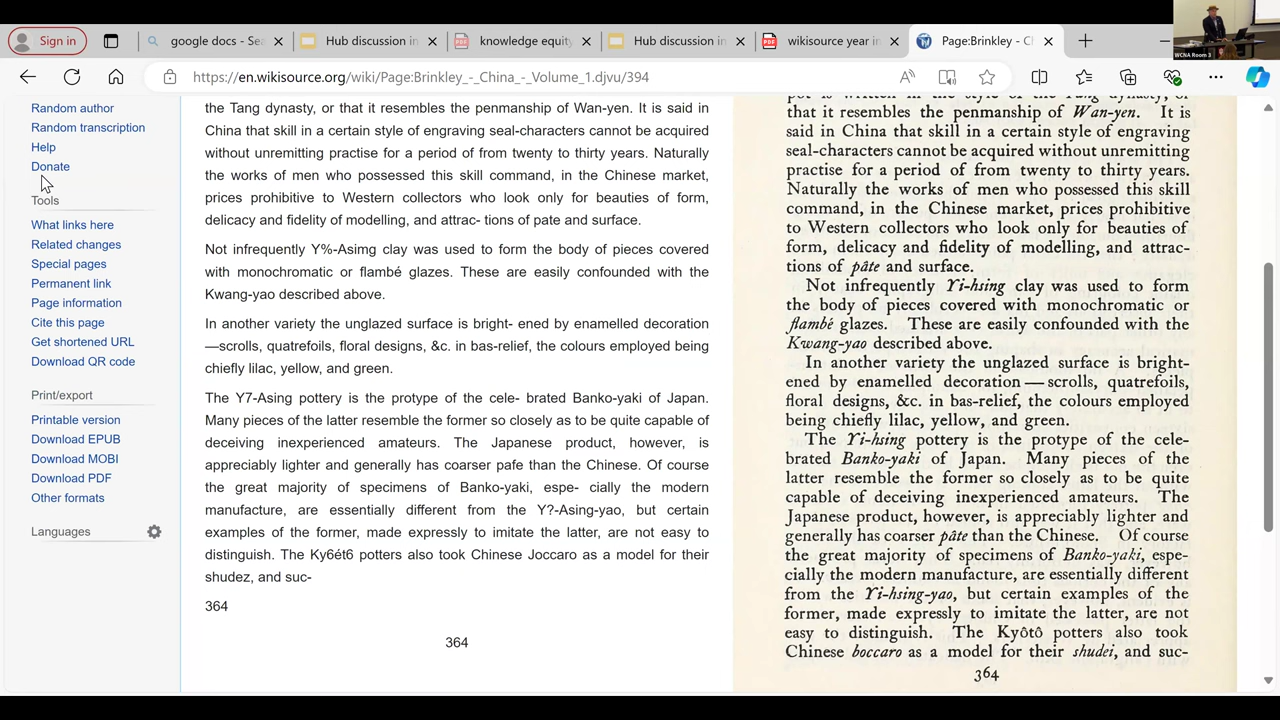 Sign in
google docs - Sea
Hub discussion in
knowledge equity
Hub discussion in
wikisource year in
Page:Brinkley - C
https://en.wikisource.org/wiki/Page:Brinkley_-_China_-_Volume_1.djvu/394
WCNA Room 3
Random author
Random transcription
Help
Donate
Tools
What links here
Related changes
Special pages
Permanent link
Page information
Cite this page
Get shortened URL
Download QR code
Print/export
Printable version
Download EPUB
Download MOBI
Download PDF
Other formats
Languages
the Tang dynasty, or that it resembles the penmanship of Wan-yen. It is said in
China that skill in a certain style of engraving seal-characters cannot be acquired
without unremitting practise for a period of from twenty to thirty years. Naturally
the works of men who possessed this skill command, in the Chinese market,
prices prohibitive to Western collectors who look only for beauties of form,
delicacy and fidelity of modelling, and attrac- tions of pate and surface.
Not infrequently Y%-Asimg clay was used to form the body of pieces covered
with monochromatic or flambé glazes. These are easily confounded with the
Kwang-yao described above.
In another variety the unglazed surface is bright- ened by enamelled decoration
—scrolls, quatrefoils, floral designs, &c. in bas-relief, the colours employed being
chiefly lilac, yellow, and green.
The Y7-Asing pottery is the protype of the cele- brated Banko-yaki of Japan.
Many pieces of the latter resemble the former so closely as to be quite capable of
deceiving inexperienced amateurs. The Japanese product, however, is
appreciably lighter and generally has coarser pafe than the Chinese. Of course
the great majority of specimens of Banko-yaki, espe- cially the modern
manufacture, are essentially different from the Y?-Asing-yao, but certain
examples of the former, made expressly to imitate the latter, are not easy to
distinguish. The Ky6ét6 potters also took Chinese Joccaro as a model for their
shudez, and suc-
364
364
pot is written in the style of the Tang dynasty, or
that it resembles the penmanship of Wan-yen. It is
said in China that skill in a certain style of engraving
seal-characters cannot be acquired without unremitting
practise for a period of from twenty to thirty years.
Naturally the works of men who possessed this skill
command, in the Chinese market, prices prohibitive
to Western collectors who look only for beauties of
form, delicacy and fidelity of modelling, and attrac-
tions of pâte and surface.
Not infrequently Yi-hsing clay was used to form
the body of pieces covered with monochromatic or
flambé glazes. These are easily confounded with the
Kwang-yao described above.
In another variety the unglazed surface is bright-
ened by enamelled decoration — scrolls, quatrefoils,
floral designs, &c. in bas-relief, the colours employed
being chiefly lilac, yellow, and green.
The Yi-hsing pottery is the protype of the cele-
brated Banko-yaki of Japan. Many pieces of the
latter resemble the former so closely as to be quite
capable of deceiving inexperienced amateurs. The
Japanese product, however, is appreciably lighter and
generally has coarser pâte than the Chinese. Of course
the great majority of specimens of Banko-yaki, espe-
cially the modern manufacture, are essentially different
from the Yi-hsing-yao, but certain examples of the
former, made expressly to imitate the latter, are not
easy to distinguish. The Kyôtô potters also took
Chinese boccaro as a model for their shudei, and suc-
364